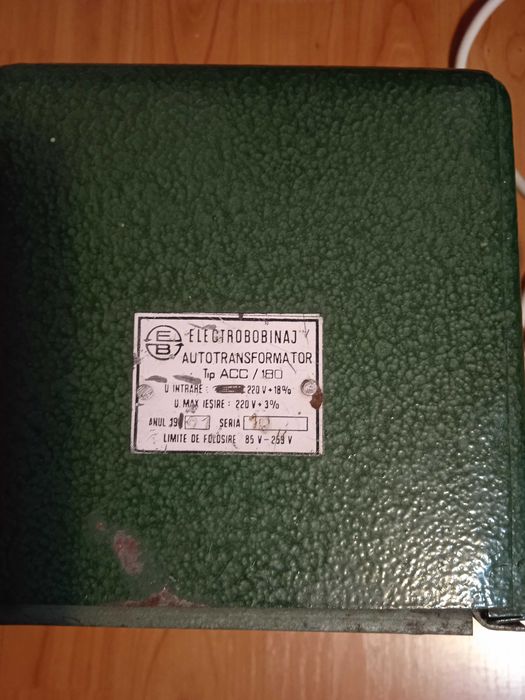 EB
ELECTROBOBINAJ
AUTOTRANSFORMATOR
Tip ACC / 180
U INTRARE : 220 V + 18%
U. MAX IEȘIRE : 220 V + 3%
ANUL 19 SERIA
LIMITE DE FOLOSIRE 85 V - 259 V